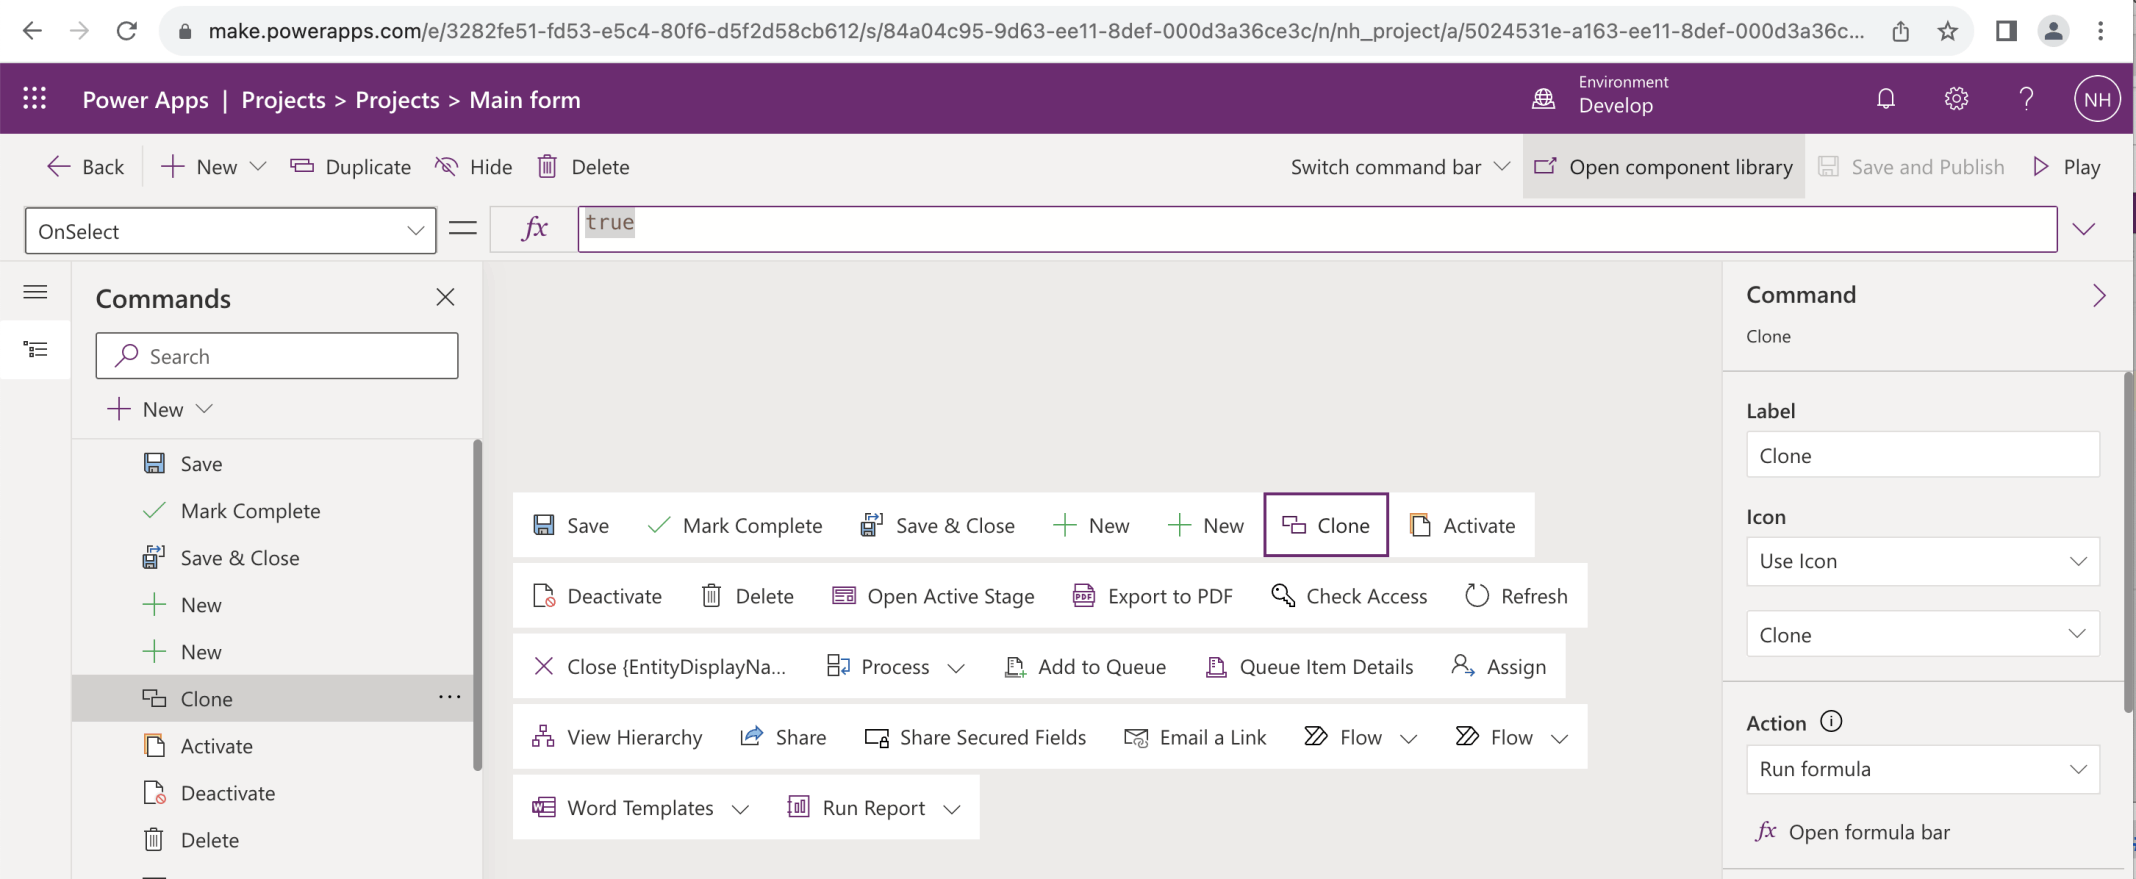 make.powerapps.com/e/3282fe51-fd53-e5c4-80f6-d5f2d58cb612/s/84a04c95-9d63-ee11-8def-000d3a36ce3c/n/nh_project/a/5024531e-a163-ee11-8def-000d3a36c...
Power Apps | Projects > Projects > Main form
Environment
Develop
NH
Back
New
Duplicate
Hide
Delete
Switch command bar
Open component library
Save and Publish
Play
OnSelect
fx
true
Commands
Search
New
Save
Mark Complete
Save & Close
New
New
Clone
Activate
Deactivate
Delete
Save Mark Complete Save & Close New New Clone Activate
Deactivate Delete Open Active Stage Export to PDF Check Access Refresh
Close {EntityDisplayNa... Process Add to Queue Queue Item Details Assign
View Hierarchy Share Share Secured Fields Email a Link Flow Flow
Word Templates Run Report
Command
Clone
Label
Clone
Icon
Use Icon
Clone
Action
Run formula
fx Open formula bar